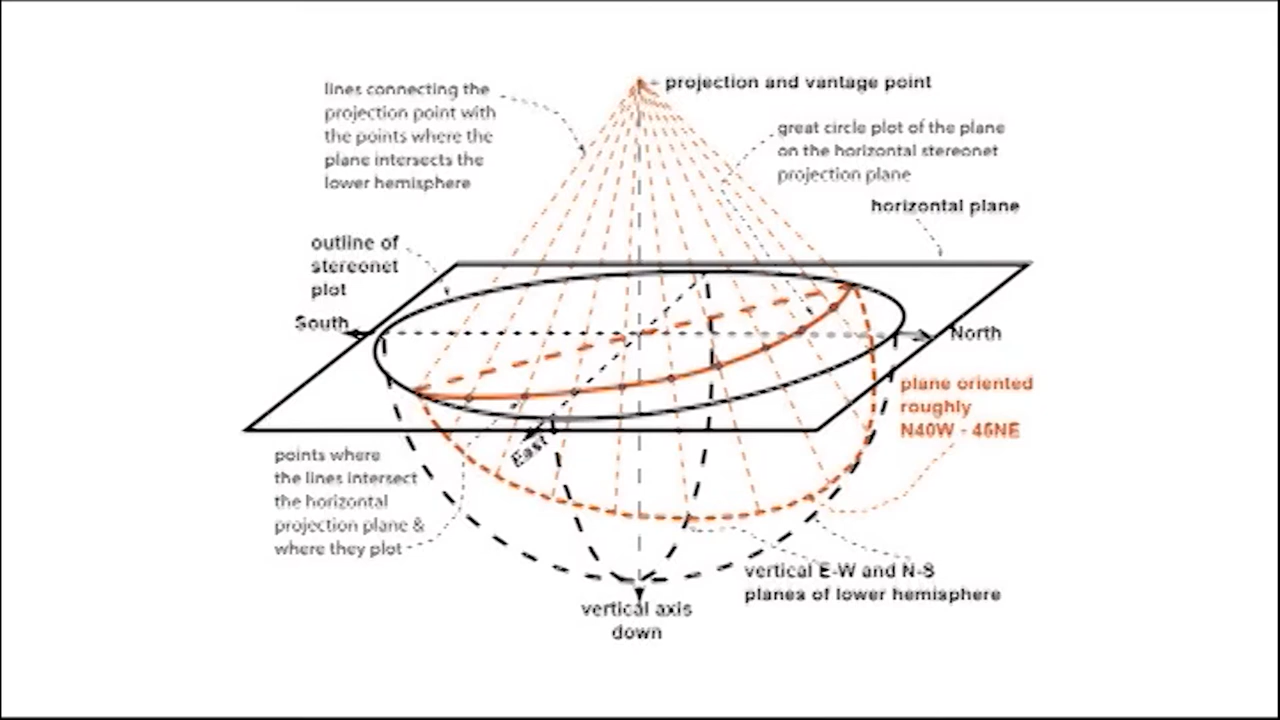 lines connecting the
projection point with
the points where the
plane intersects the
lower hemisphere
projection and vantage point
great circle plot of the plane
on the horizontal stereonet
projection plane
horizontal plane
outline of
stereonet
plot
South
North
plane oriented
roughly
N40W - 45NE
East
points where
the lines intersect
the horizontal
projection plane &
where they plot
vertical E-W and N-S
planes of lower hemisphere
vertical axis
down